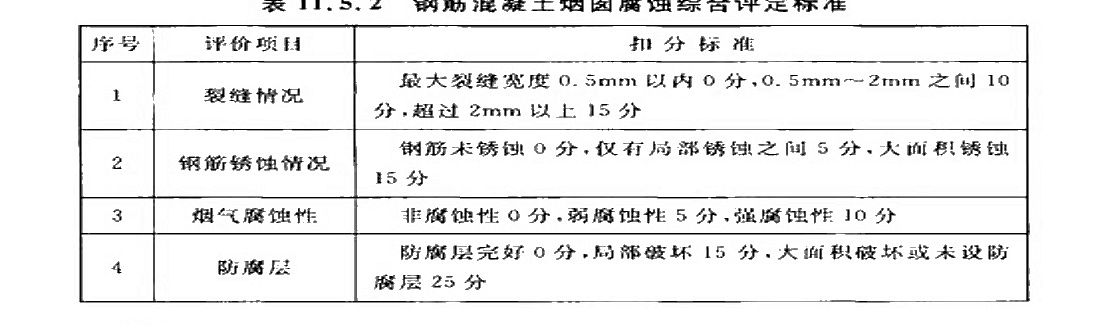 表 11.5.2 钢筋混凝土烟囱腐蚀综合评定标准
序号 评价项目 扣分标准
1 裂缝情况 最大裂缝宽度 0.5mm 以内 0 分,0.5mm~2mm 之间 10
分,超过 2mm 以上 15 分
2 钢筋锈蚀情况 钢筋未锈蚀 0 分,仅有局部锈蚀之间 5 分,大面积锈蚀
15 分
3 烟气腐蚀性 非腐蚀性 0 分,弱腐蚀性 5 分,强腐蚀性 10 分
4 防腐层 防腐层完好 0 分,局部破坏 15 分,大面积破坏或未设防
腐层 25 分